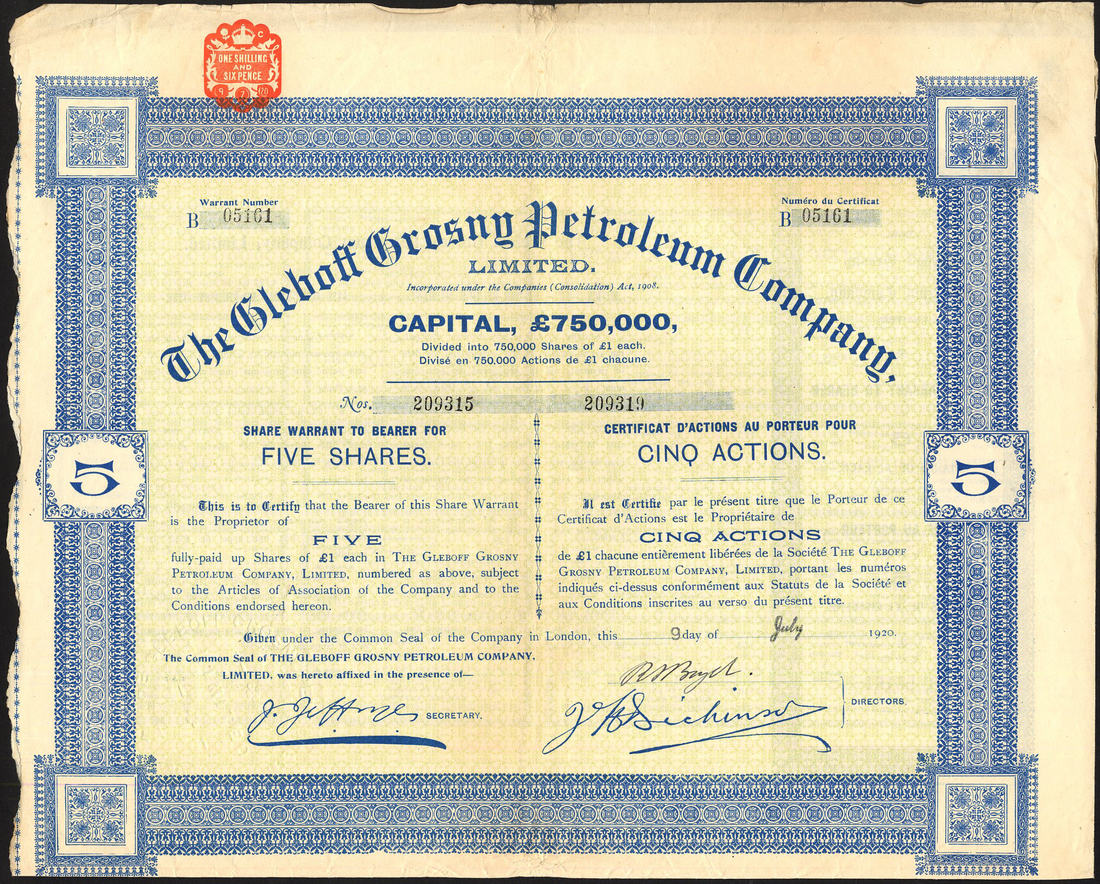 ONE SHILLING
AND
SIX PENCE
9 7 20
Warrant Number
B 05161
Numéro du Certificat
B 05161
The Gleboff Grosny Petroleum Company,
LIMITED.
Incorporated under the Companies (Consolidation) Act, 1908.
CAPITAL, £750,000,
Divided into 750,000 Shares of £1 each.
Divisé en 750,000 Actions de £1 chacune.
Nos. 209315 209319
SHARE WARRANT TO BEARER FOR
FIVE SHARES.
This is to Certify that the Bearer of this Share Warrant
is the Proprietor of
FIVE
fully-paid up Shares of £1 each in THE GLEBOFF GROSNY
PETROLEUM COMPANY, LIMITED, numbered as above, subject
to the Articles of Association of the Company and to the
Conditions endorsed hereon.
CERTIFICAT D'ACTIONS AU PORTEUR POUR
CINQ ACTIONS.
Il est Certifie par le présent titre que le Porteur de ce
Certificat d'Actions est le Propriétaire de
CINQ ACTIONS
de £1 chacune entièrement libérées de la Société THE GLEBOFF
GROSNY PETROLEUM COMPANY, LIMITED, portant les numéros
indiqués ci-dessus conformément aux Statuts de la Société et
aux Conditions inscrites au verso du présent titre.
5
5
Given under the Common Seal of the Company in London, this 9 day of July 1920.
The Common Seal of THE GLEBOFF GROSNY PETROLEUM COMPANY,
LIMITED, was hereto affixed in the presence of—
SECRETARY.
DIRECTORS.